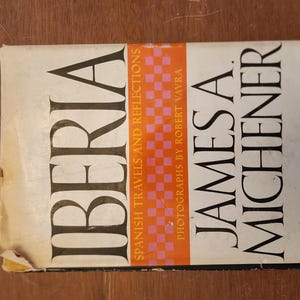 IBERIA
SPANISH TRAVELS AND REFLECTIONS
PHOTOGRAPHS BY ROBERT VAVRA
JAMES A.
MICHENER